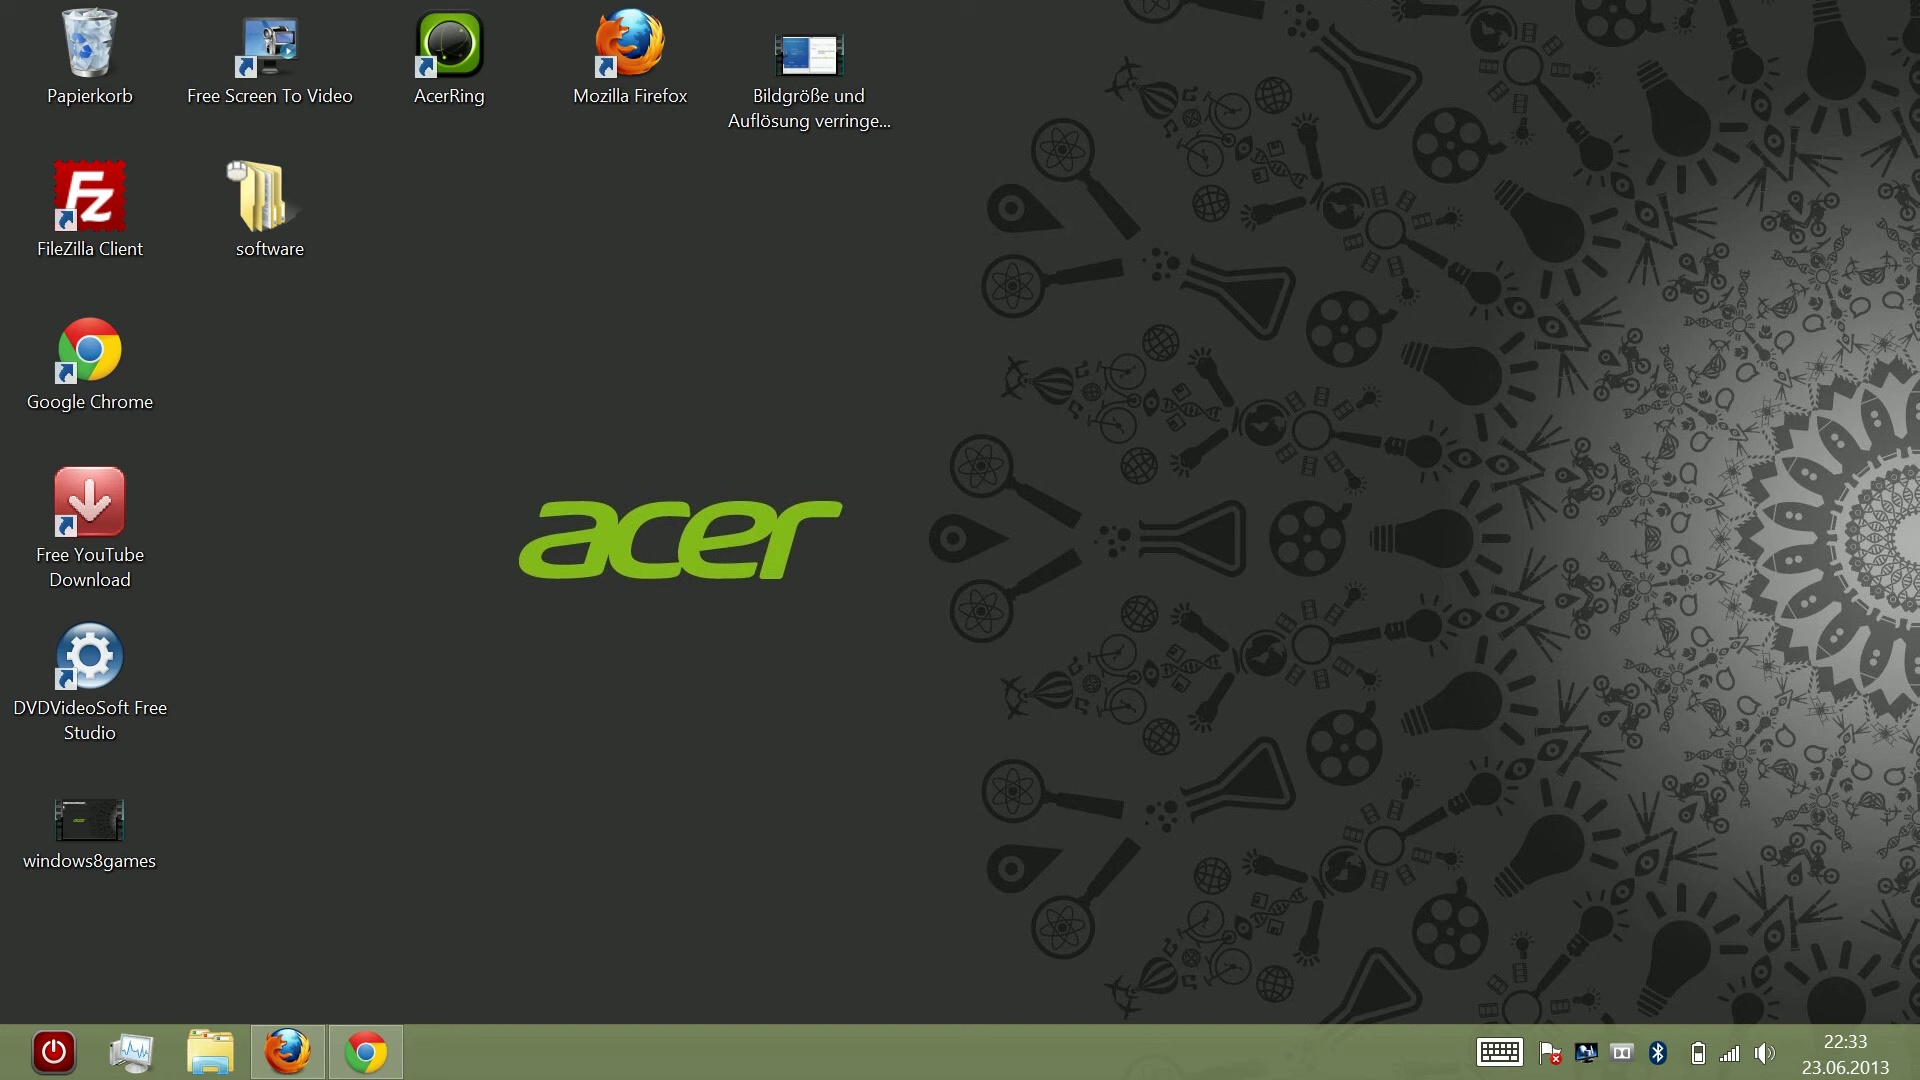 Papierkorb
Free Screen To Video
AcerRing
Mozilla Firefox
Bildgröße und
Auflösung verringe...
FileZilla Client
software
Google Chrome
Free YouTube
Download
DVDVideoSoft Free
Studio
windows8games
acer
22:33
23.06.2013